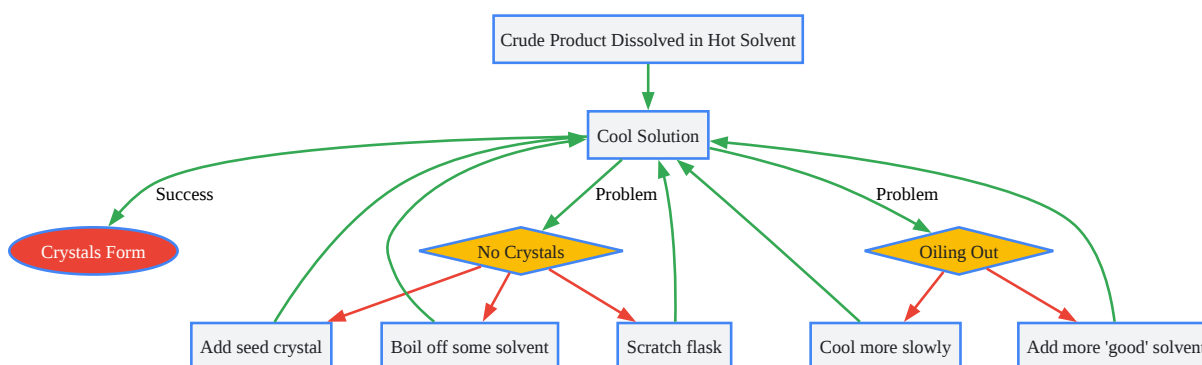 Crude Product Dissolved in Hot Solvent
Cool Solution
Success
Problem
Problem
Crystals Form
No Crystals
Oiling Out
Add seed crystal
Boil off some solvent
Scratch flask
Cool more slowly
Add more 'good' solvent